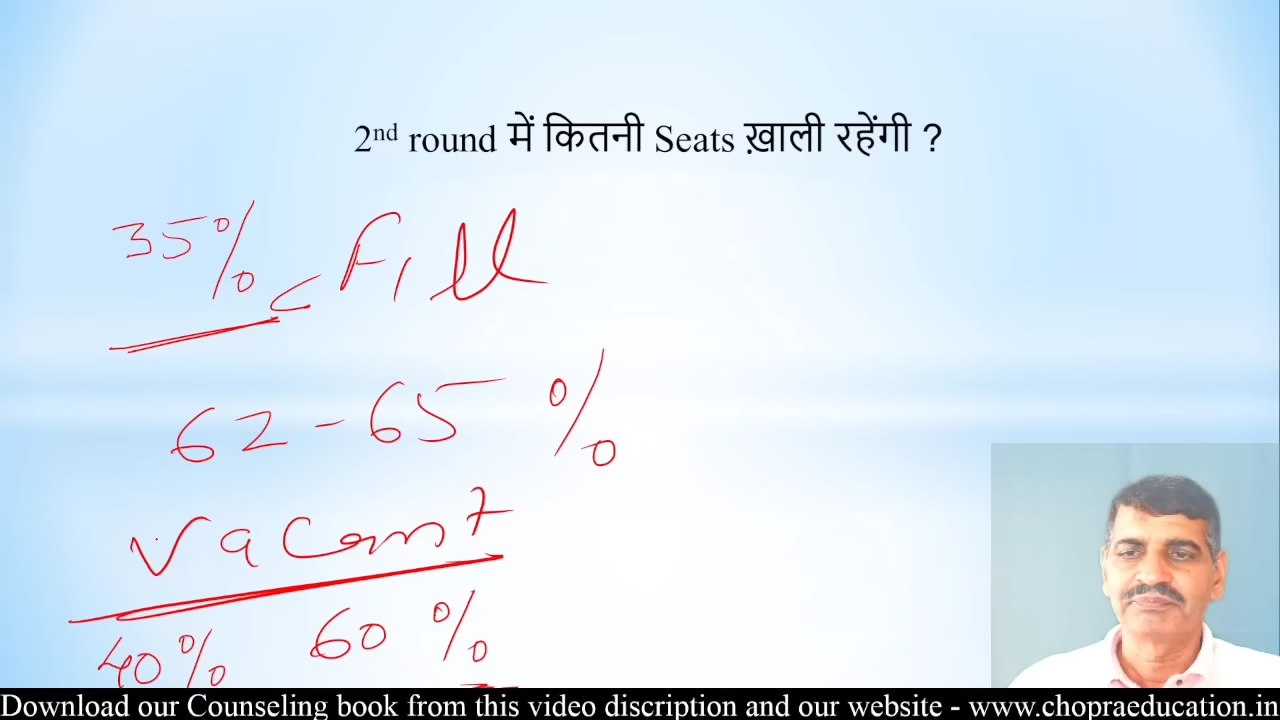 2nd round में कितनी Seats ख़ाली रहेंगी ?
35% Fill
62-65 %
Vacant
40% 60 %
Download our Counseling book from this video discription and our website - www.chopraeducation.in